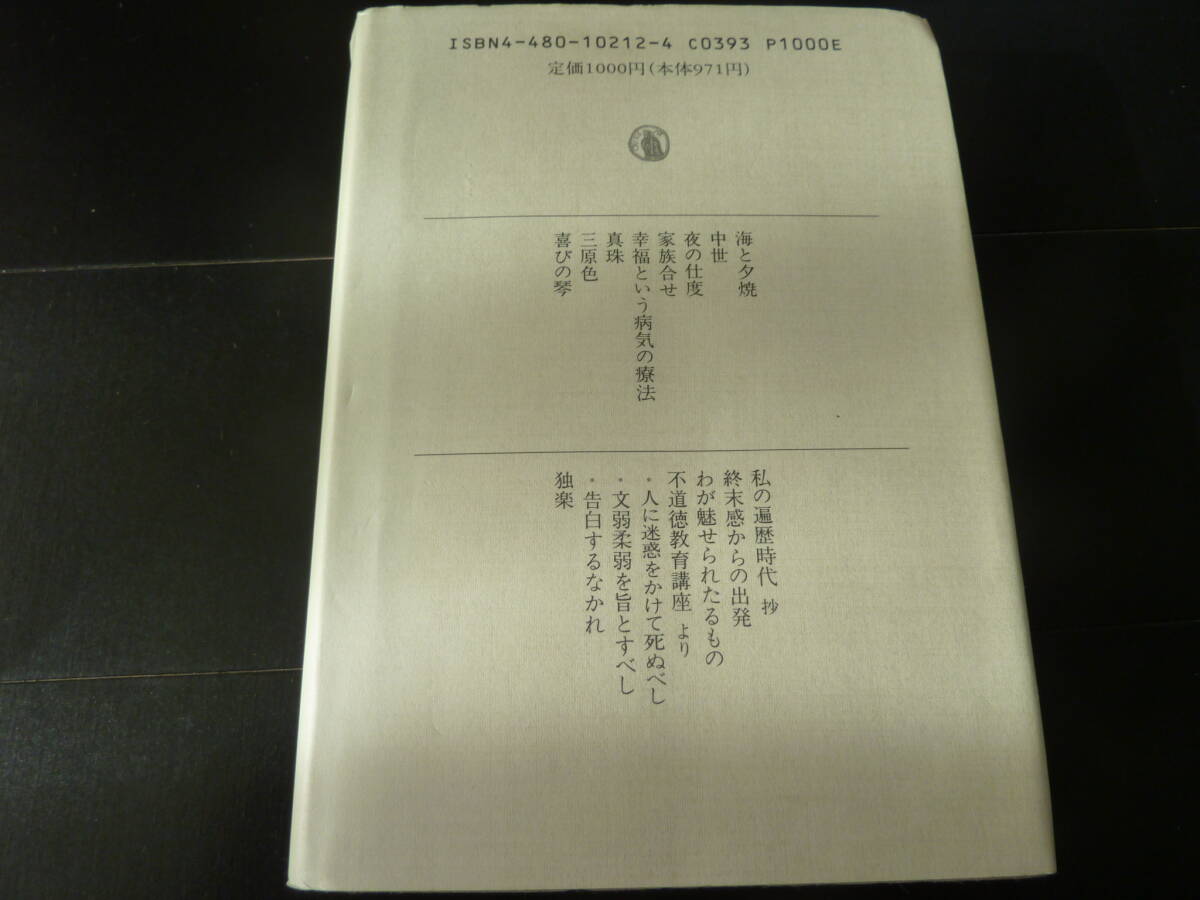 ISBN4-480-10212-4 C0393 P1000E
定価1000円(本体971円)
海と夕焼
中世
夜の仕度
家族合せ
幸福という病気の療法
真珠
三原色
喜びの琴
私の遍歴時代 抄
終末感からの出発
わが魅せられたるもの
不道徳教育講座 より
・人に迷惑をかけて死ぬべし
・文弱柔弱を旨とすべし
・告白するなかれ
独楽